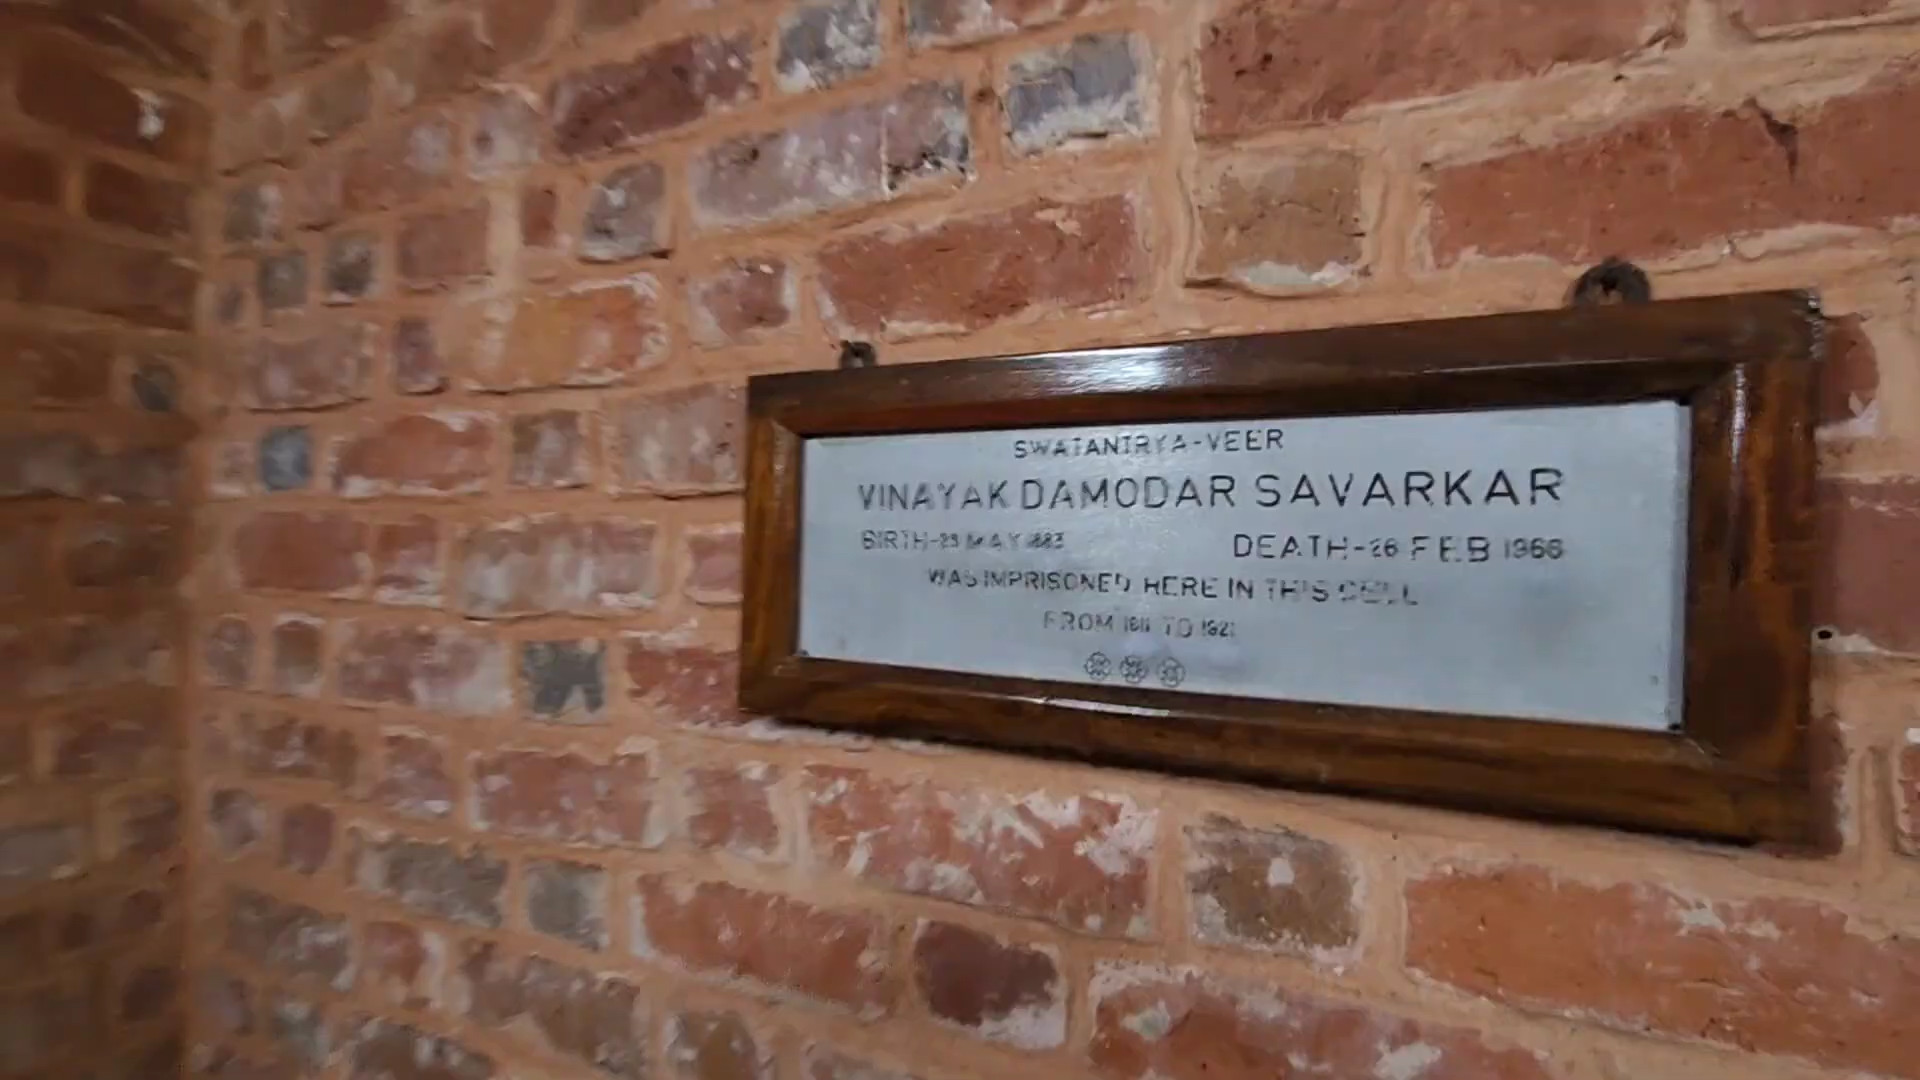 SWATANTRYA-VEER
VINAYAK DAMODAR SAVARKAR
BIRTH-28 MAY 1883 DEATH-26 FEB 1966
WAS IMPRISONED HERE IN THIS CELL
FROM 1911 TO 1921